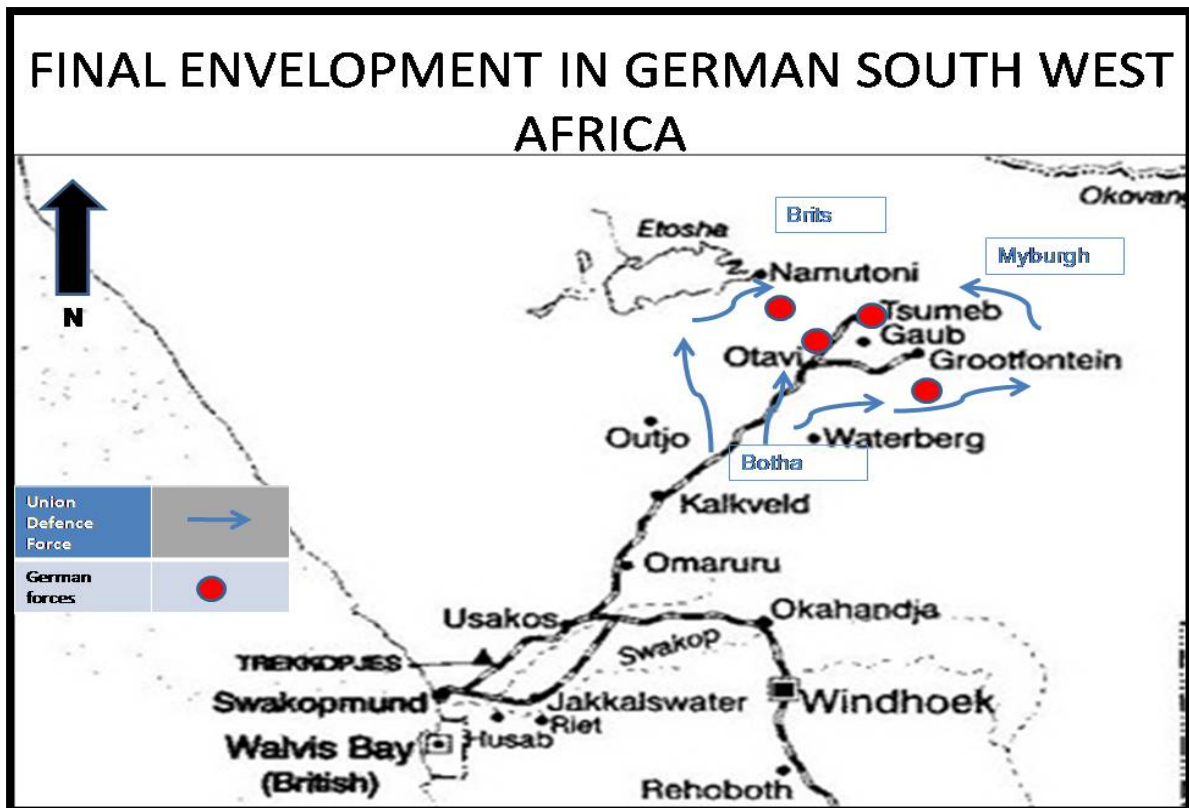 FINAL ENVELOPMENT IN GERMAN SOUTH WEST
AFRICA
N
Okovang
Brits
Etosha
Myburgh
Namutoni
Tsumeb
Gaub
Otavi
Grootfontein
Outjo
Waterberg
Botha
Kalkveld
Union
Defence
Force
German
forces
Omaruru
Usakos
Okahandja
Swakop
TREKKOPJES
Swakopmund
Jakkalswater
Windhoek
Riet
Husab
Walvis Bay
(British)
Rehoboth